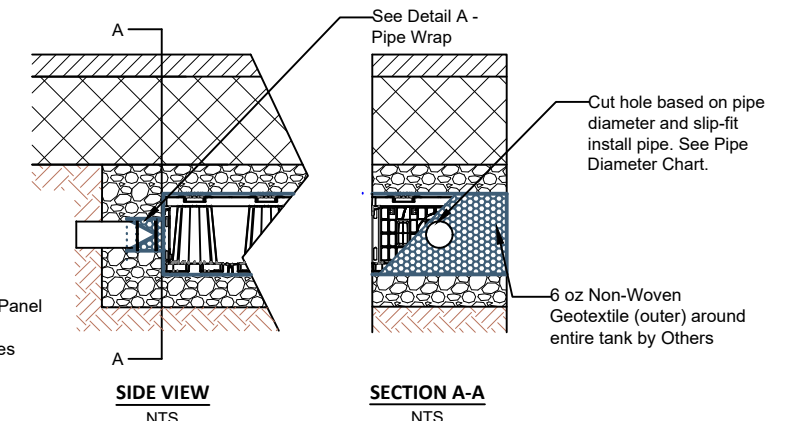 A
See Detail A -
Pipe Wrap
Cut hole based on pipe
diameter and slip-fit
install pipe. See Pipe
Diameter Chart.
Panel
es
6 oz Non-Woven
Geotextile (outer) around
entire tank by Others
A
SIDE VIEW
NTS
SECTION A-A
NTS